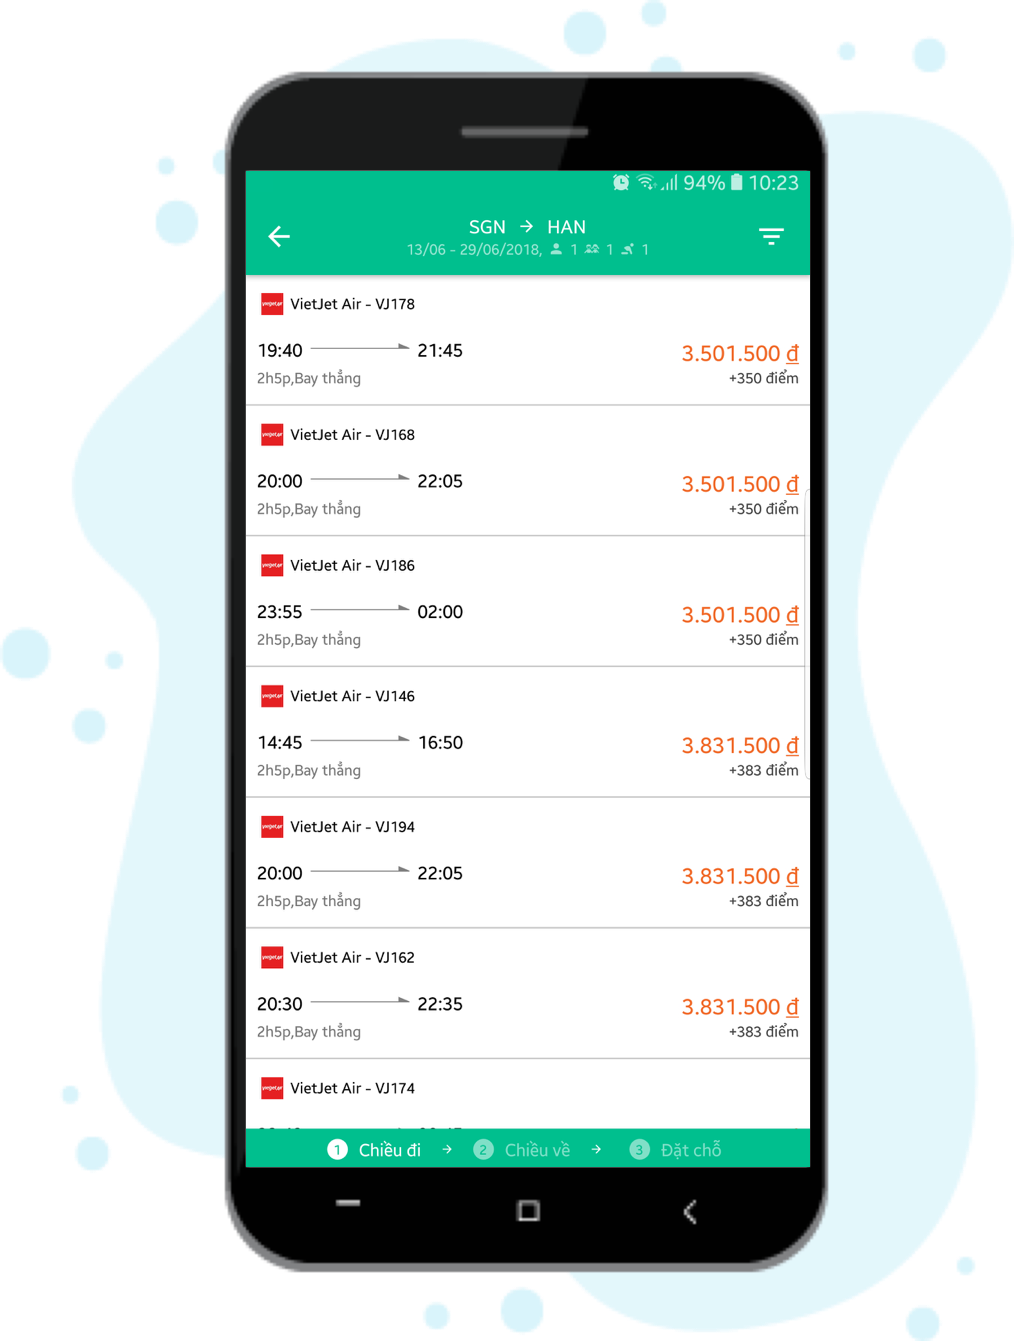 94% 10:23
SGN → HAN
13/06 - 29/06/2018, 1 1 1
VietJet Air - VJ178
19:40 21:45 3.501.500 đ
2h5p,Bay thẳng +350 điểm
VietJet Air - VJ168
20:00 22:05 3.501.500 đ
2h5p,Bay thẳng +350 điểm
VietJet Air - VJ186
23:55 02:00 3.501.500 đ
2h5p,Bay thẳng +350 điểm
VietJet Air - VJ146
14:45 16:50 3.831.500 đ
2h5p,Bay thẳng +383 điểm
VietJet Air - VJ194
20:00 22:05 3.831.500 đ
2h5p,Bay thẳng +383 điểm
VietJet Air - VJ162
20:30 22:35 3.831.500 đ
2h5p,Bay thẳng +383 điểm
VietJet Air - VJ174
1 Chiều đi → 2 Chiều về → 3 Đặt chỗ